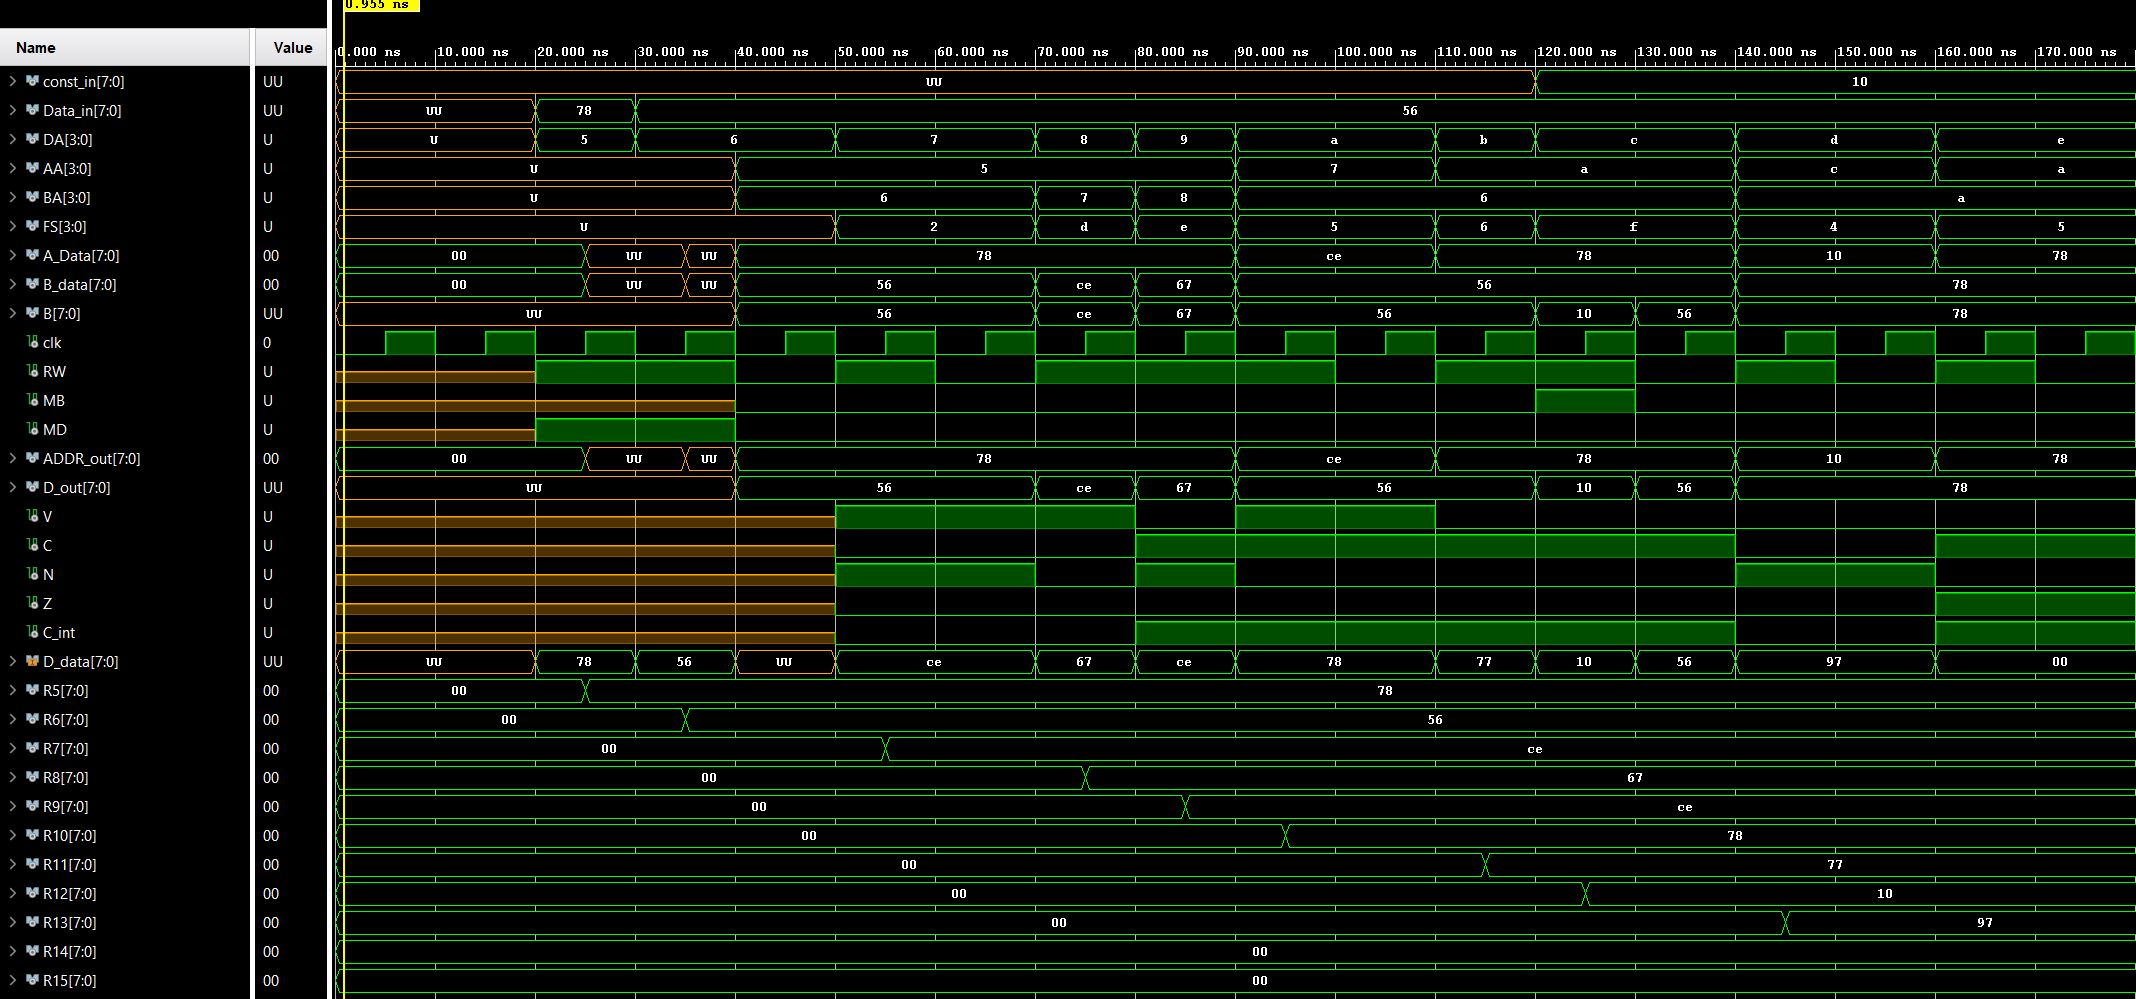 0.955 ns
Name Value 0.000 ns 10.000 ns 20.000 ns 30.000 ns 40.000 ns 50.000 ns 60.000 ns 70.000 ns 80.000 ns 90.000 ns 100.000 ns 110.000 ns 120.000 ns 130.000 ns 140.000 ns 150.000 ns 160.000 ns 170.000 ns
const_in[7:0] UU UU 10
Data_in[7:0] UU UU 78 56
DA[3:0] U U 5 6 7 8 9 a b c d e
AA[3:0] U U 5 7 a c a
BA[3:0] U U 6 7 8 6 a
FS[3:0] U U 2 d e 5 6 f 4 5
A_Data[7:0] 00 00 UU UU 78 ce 78 10 78
B_data[7:0] 00 00 UU UU 56 ce 67 56 78
B[7:0] UU UU 56 ce 67 56 10 56 78
clk 0
RW U
MB U
MD U
ADDR_out[7:0] 00 00 UU UU 78 ce 78 10 78
D_out[7:0] UU UU 56 ce 67 56 10 56 78
V U
C U
N U
Z U
C_int U
D_data[7:0] UU UU 78 56 UU ce 67 ce 78 77 10 56 97 00
R5[7:0] 00 00 78
R6[7:0] 00 00 56
R7[7:0] 00 00 ce
R8[7:0] 00 00 67
R9[7:0] 00 00 ce
R10[7:0] 00 00 78
R11[7:0] 00 00 77
R12[7:0] 00 00 10
R13[7:0] 00 00 97
R14[7:0] 00 00
R15[7:0] 00 00